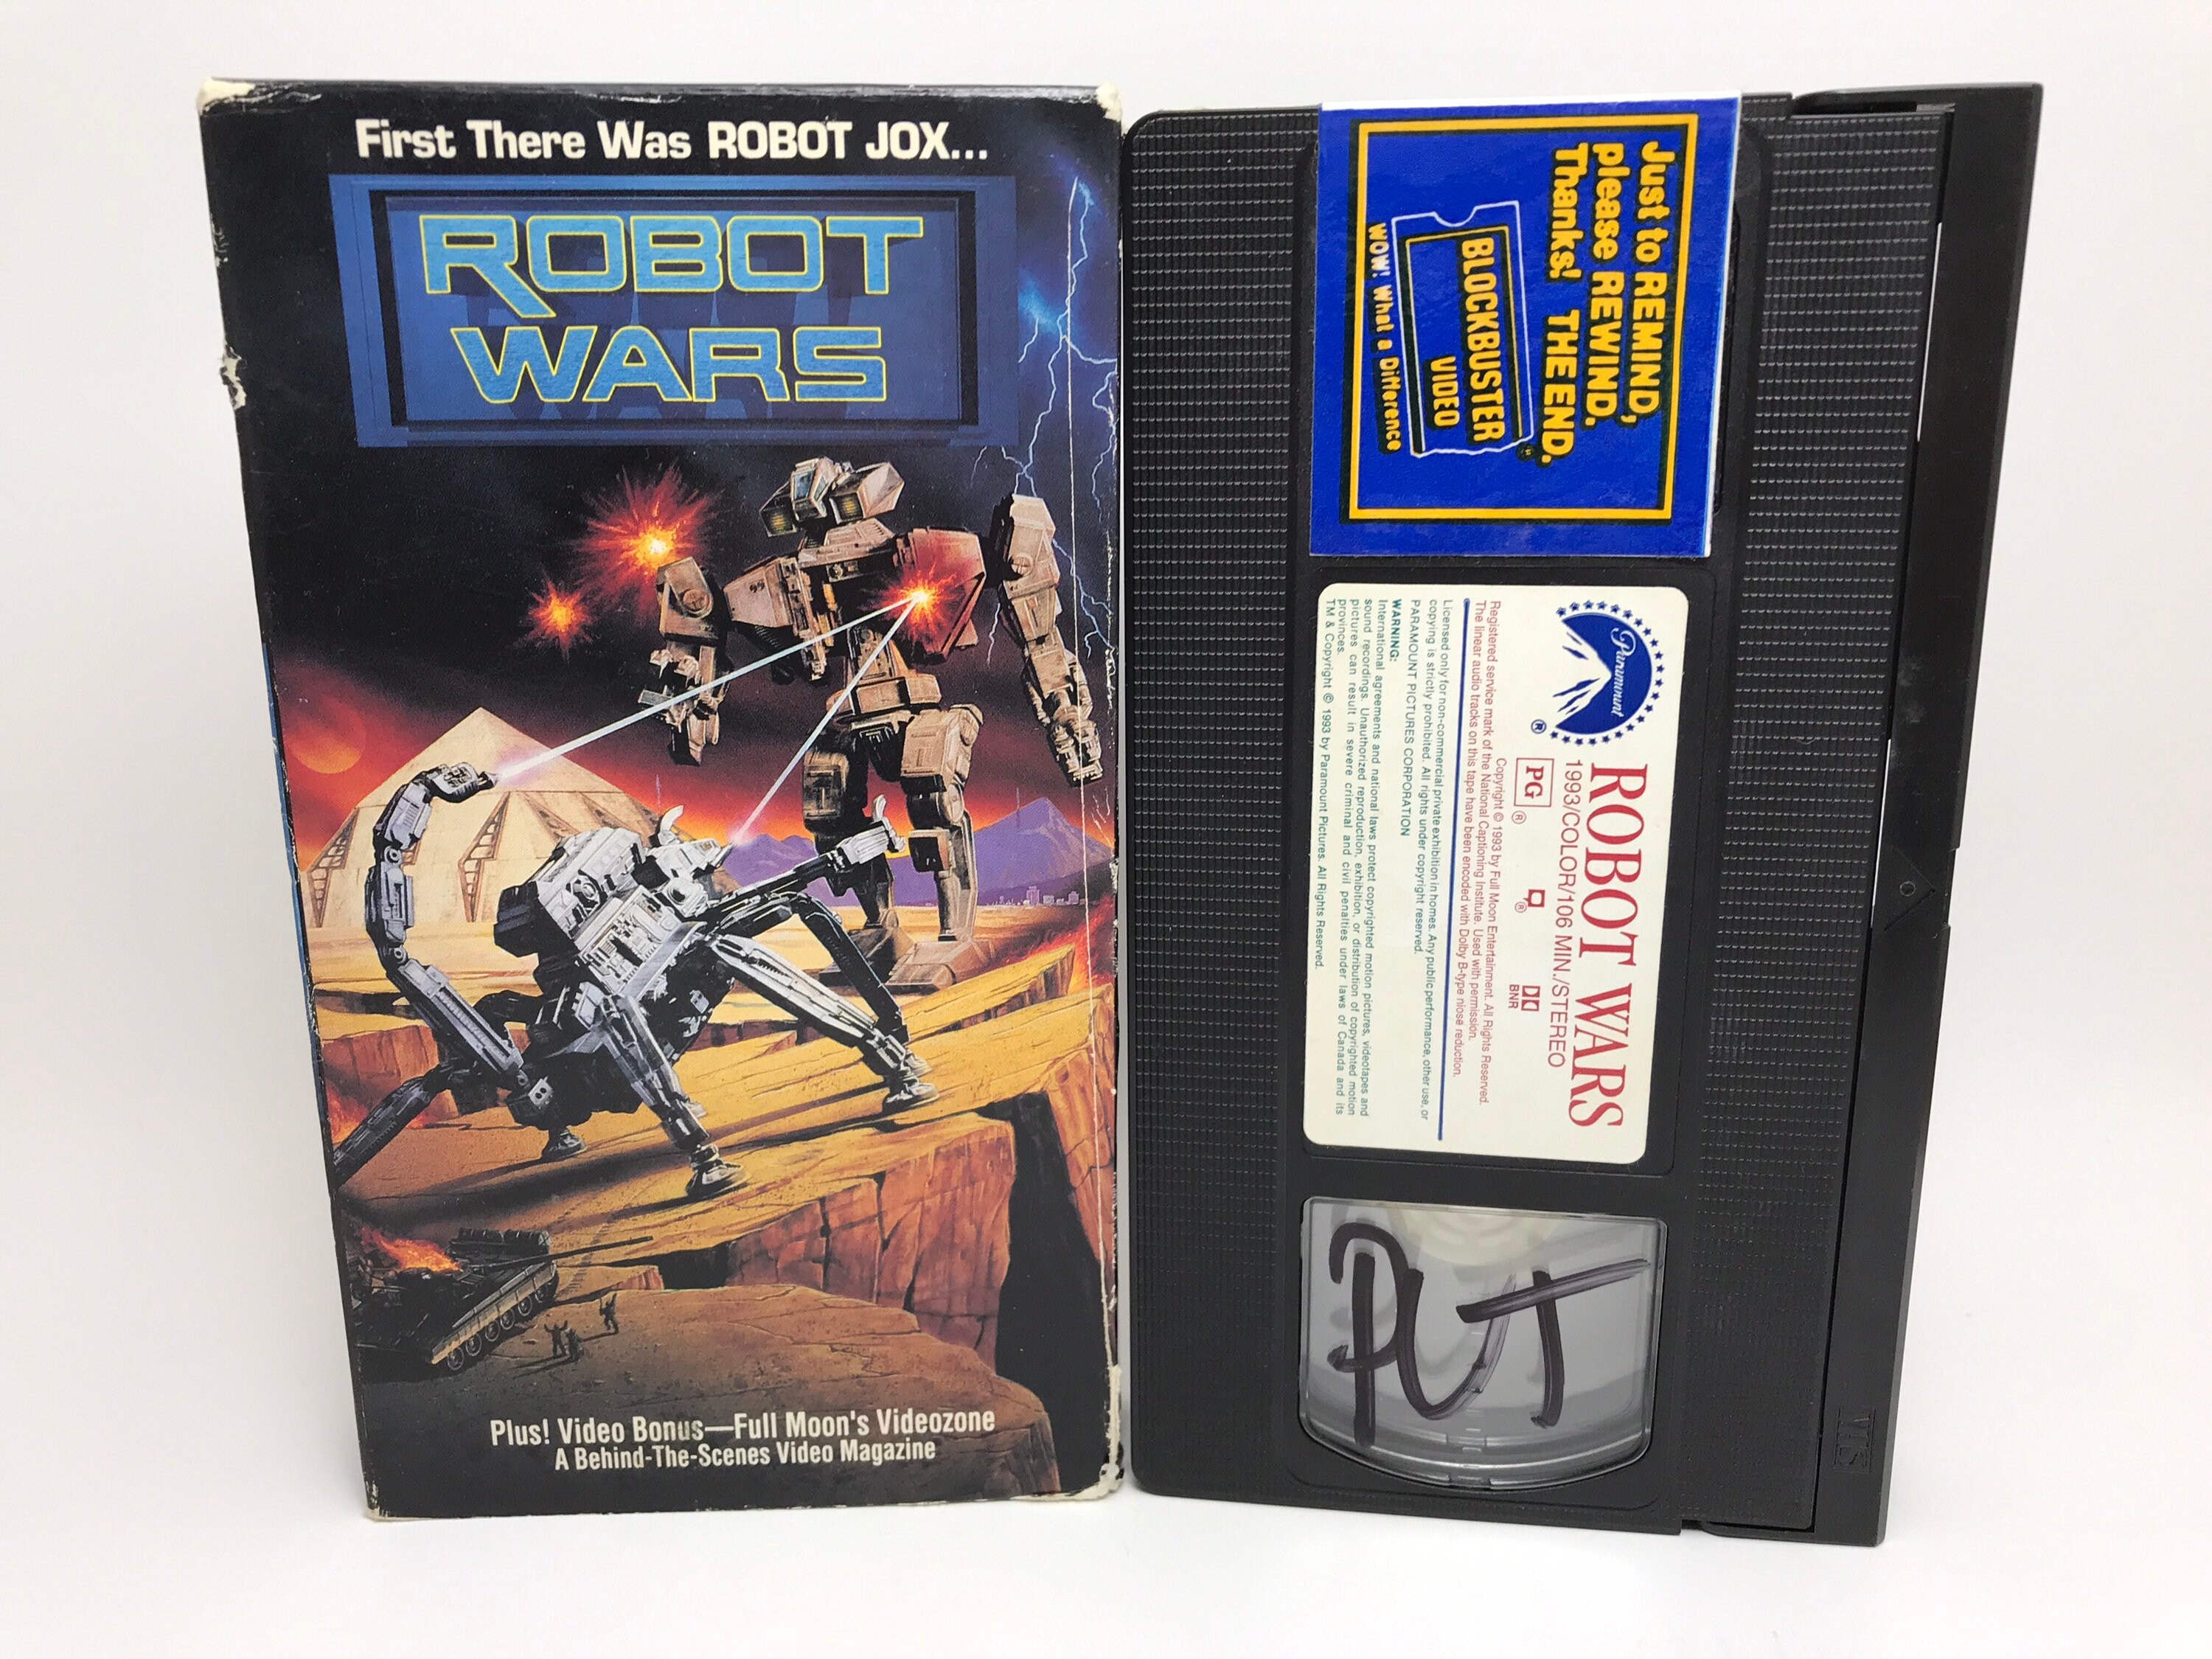 First There Was ROBOT JOX...
ROBOT
WARS
Plus! Video Bonus—Full Moon's Videozone
A Behind-The-Scenes Video Magazine
Just to REMIND,
please REWIND.
Thanks! THE END.
BLOCKBUSTER
VIDEO
®
WOW! What a Difference
Paramount
®
ROBOT WARS
1993/COLOR/106 MIN./STEREO
PG ®
®
BNR
Copyright © 1993 by Full Moon Entertainment. All Rights Reserved.
Registered service mark of the National Captioning Institute. Used with permission.
The linear audio tracks on this tape have been encoded with Dolby B-type niose reduction.
Licensed only for non-commercial private exhibition in homes. Any public performance, other use, or
copying is strictly prohibited. All rights under copyright reserved.
PARAMOUNT PICTURES CORPORATION
WARNING:
International agreements and national laws protect copyrighted motion pictures, videotapes and
sound recordings. Unauthorized reproduction, exhibition, or distribution of copyrighted motion
pictures can result in severe criminal and civil penalties under laws of Canada and its
provinces.
TM & Copyright © 1993 by Paramount Pictures. All Rights Reserved.
PUT
VHS